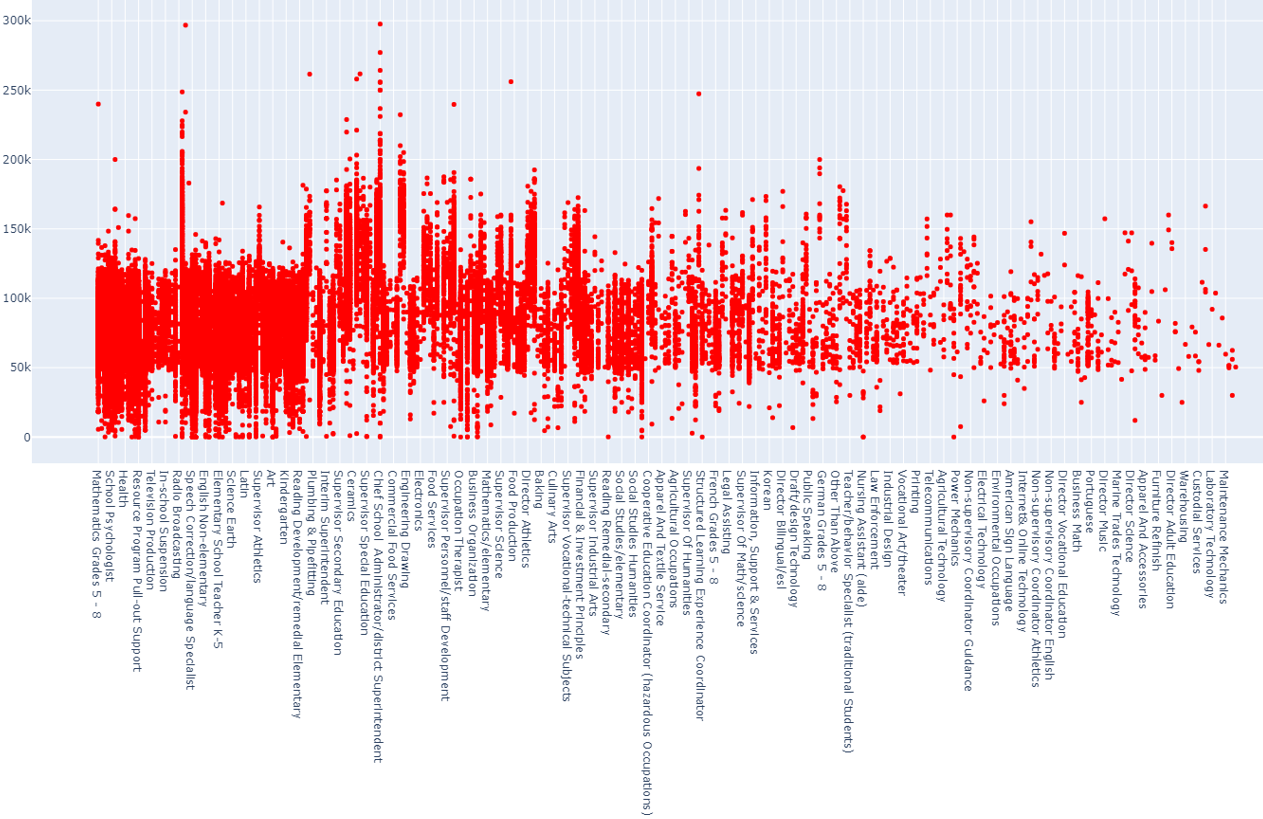 300k
250k
200k
150k
100k
50k
0
Mathematics Grades 5 - 8
School Psychologist
Health
Resource Program Pull-out Support
Television Production
In-school Suspension
Radio Broadcasting
Speech Correction/language Specialist
English Non-elementary
Elementary School Teacher K-5
Science Earth
Latin
Supervisor Athletics
Art
Kindergarten
Reading Development/remedial Elementary
Plumbing & Pipefitting
Interim Superintendent
Supervisor Secondary Education
Ceramics
Supervisor Special Education
Chief School Administrator/district Superintendent
Commercial Food Services
Engineering Drawing
Electronics
Food Services
Supervisor Personnel/staff Development
Occupation Therapist
Business Organization
Mathematics/elementary
Supervisor Science
Food Production
Director Athletics
Baking
Culinary Arts
Supervisor Vocational-technical Subjects
Financial & Investment Principles
Supervisor Industrial Arts
Reading Remedial-secondary
Social Studies/elementary
Social Studies Humanities
Cooperative Education Coordinator (hazardous Occupations)
Apparel And Textile Service
Agricultural Occupations
Supervisor Of Humanities
Structured Learning Experience Coordinator
French Grades 5 - 8
Legal Assisting
Supervisor Of Math/science
Information, Support & Services
Korean
Director Bilingual/esl
Draft/design Technology
Public Speaking
German Grades 5 - 8
Other Than Above
Teacher/behavior Specialist (traditional Students)
Nursing Assistant (aide)
Law Enforcement
Industrial Design
Vocational Art/theater
Printing
Telecommunications
Agricultural Technology
Power Mechanics
Non-supervisory Coordinator Guidance
Electrical Technology
Environmental Occupations
American Sign Language
Internet& Online Technology
Non-supervisory Coordinator Athletics
Non-supervisory Coordinator English
Director Vocational Education
Business Math
Portuguese
Director Music
Marine Trades Technology
Director Science
Apparel And Accessories
Furniture Refinish
Director Adult Education
Warehousing
Custodial Services
Laboratory Technology
Maintenance Mechanics